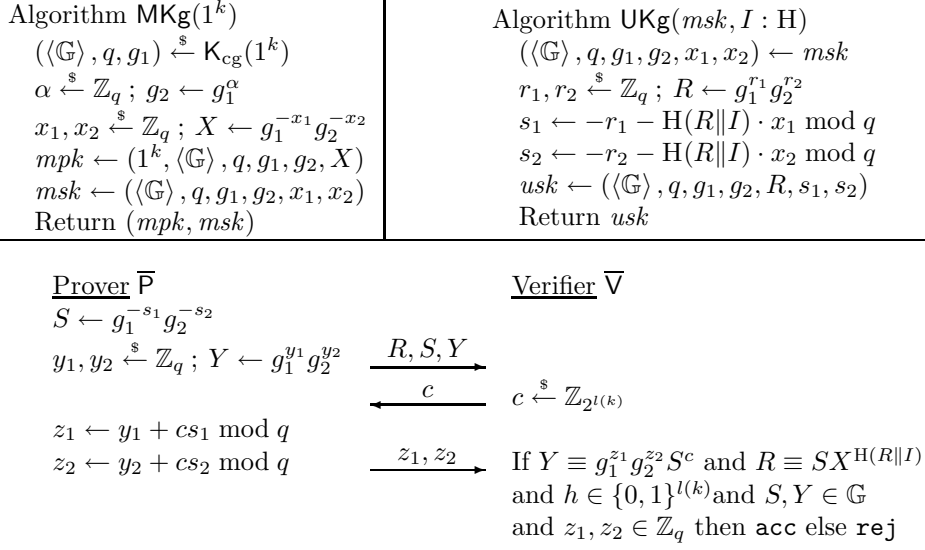 Algorithm MKg(1^k)
(⟨𝔾⟩, q, g_1) ←$ K_cg(1^k)
α ←$ ℤ_q ; g_2 ← g_1^α
x_1, x_2 ←$ ℤ_q ; X ← g_1^{-x_1} g_2^{-x_2}
mpk ← (1^k, ⟨𝔾⟩, q, g_1, g_2, X)
msk ← (⟨𝔾⟩, q, g_1, g_2, x_1, x_2)
Return (mpk, msk)
Algorithm UKg(msk, I : H)
(⟨𝔾⟩, q, g_1, g_2, x_1, x_2) ← msk
r_1, r_2 ←$ ℤ_q ; R ← g_1^{r_1} g_2^{r_2}
s_1 ← −r_1 − H(R‖I) · x_1 mod q
s_2 ← −r_2 − H(R‖I) · x_2 mod q
usk ← (⟨𝔾⟩, q, g_1, g_2, R, s_1, s_2)
Return usk
Prover P̅
Verifier V̅
S ← g_1^{-s_1} g_2^{-s_2}
y_1, y_2 ←$ ℤ_q ; Y ← g_1^{y_1} g_2^{y_2}
R, S, Y
c
c ←$ ℤ_{2^{l(k)}}
z_1 ← y_1 + cs_1 mod q
z_2 ← y_2 + cs_2 mod q
z_1, z_2
If Y ≡ g_1^{z_1} g_2^{z_2} S^c and R ≡ SX^{H(R‖I)}
and h ∈ {0, 1}^{l(k)} and S, Y ∈ 𝔾
and z_1, z_2 ∈ ℤ_q then acc else rej